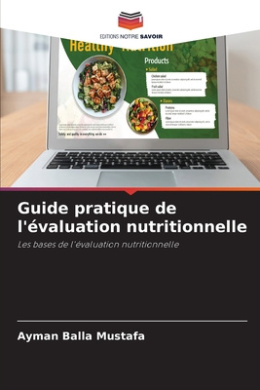 EDITIONS NOTRE SAVOIR
Healthy Nutrition
Products
Guide pratique de
l'évaluation nutritionnelle
Les bases de l'évaluation nutritionnelle
Ayman Balla Mustafa